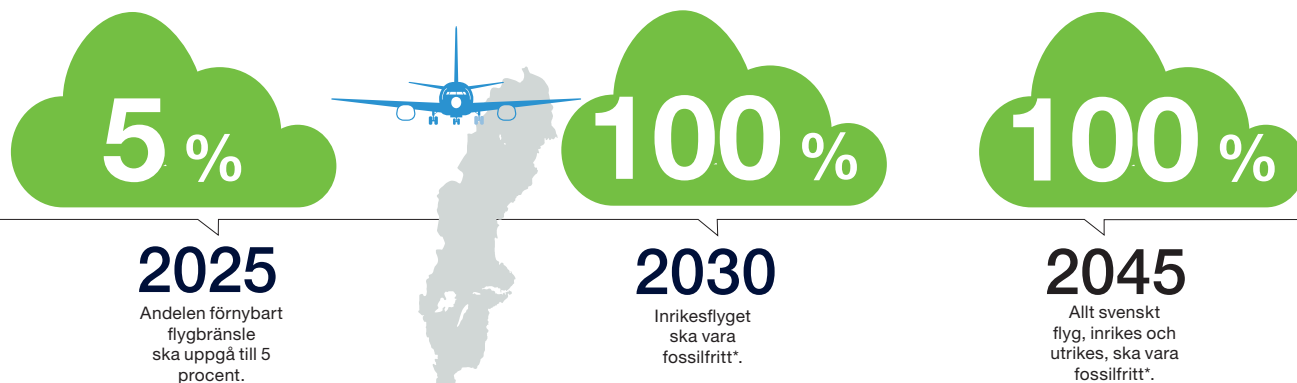 5 %
100 %
100 %
2025
Andelen förnybart
flygbränsle
ska uppgå till 5
procent.
2030
Inrikesflyget
ska vara
fossilfritt*.
2045
Allt svenskt
flyg, inrikes och
utrikes, ska vara
fossilfritt*.